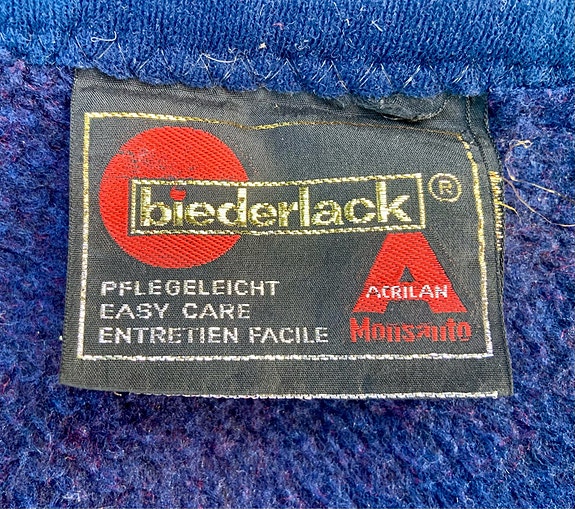 biederlack ®
PFLEGELEICHT
EASY CARE
ENTRETIEN FACILE
A
ACRILAN
Monsanto